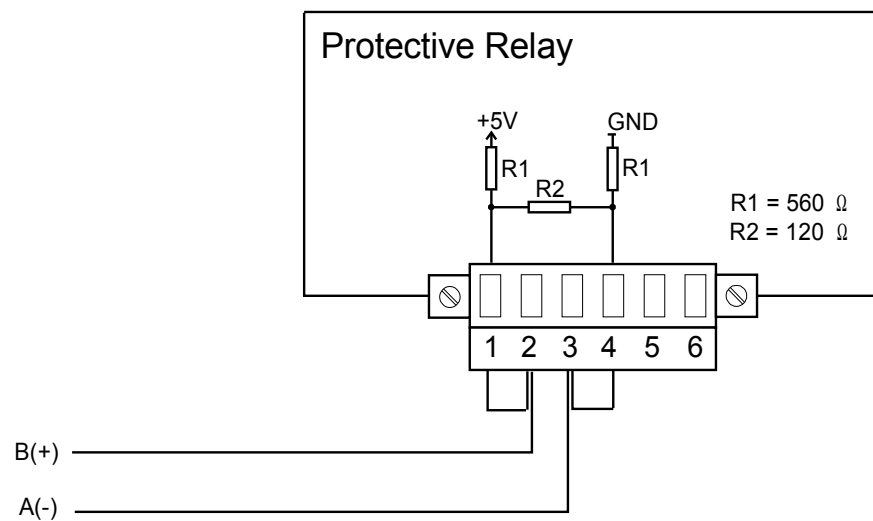 Protective Relay
+5V
GND
R1
R1
R2
R1 = 560 Ω
R2 = 120 Ω
1 2 3 4 5 6
B(+)
A(-)